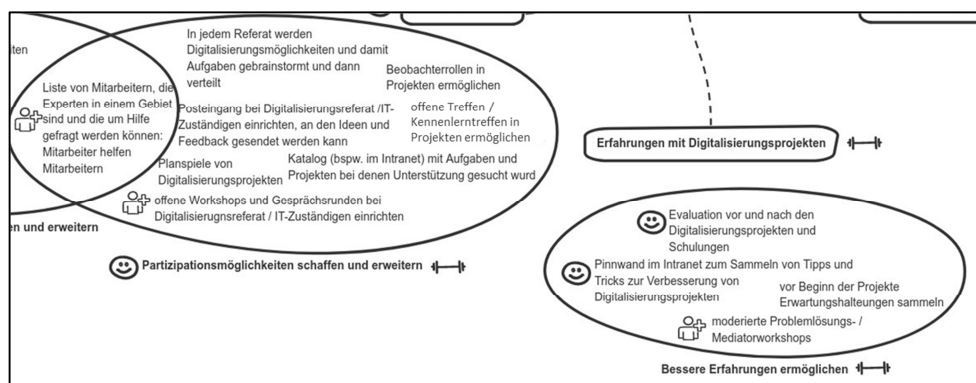 iten
In jedem Referat werden
Digitalisierungsmöglichkeiten und damit
Aufgaben gebrainstormt und dann
verteilt
Beobachterrollen in
Projekten ermöglichen
Liste von Mitarbeitern, die
Experten in einem Gebiet
sind und die um Hilfe
gefragt werden können:
Mitarbeiter helfen
Mitarbeitern
Posteingang bei Digitalisierungsreferat /IT-
Zuständigen einrichten, an den Ideen und
Feedback gesendet werden kann
offene Treffen /
Kennenlerntreffen in
Projekten ermöglichen
Planspiele von
Digitalisierungsprojekten
Katalog (bspw. im Intranet) mit Aufgaben und
Projekten bei denen Unterstützung gesucht wurd
offene Workshops und Gesprächsrunden bei
Digitalisierugnsreferat / IT-Zuständigen einrichten
en und erweitern
Partizipationsmöglichkeiten schaffen und erweitern
Erfahrungen mit Digitalisierungsprojekten
Evaluation vor und nach den
Digitalisierungsprojekten und
Schulungen
Pinnwand im Intranet zum Sammeln von Tipps und
Tricks zur Verbesserung von
Digitalisierungsprojekten
vor Beginn der Projekte
Erwartungshalteungen sammeln
moderierte Problemlösungs- /
Mediatorworkshops
Bessere Erfahrungen ermöglichen